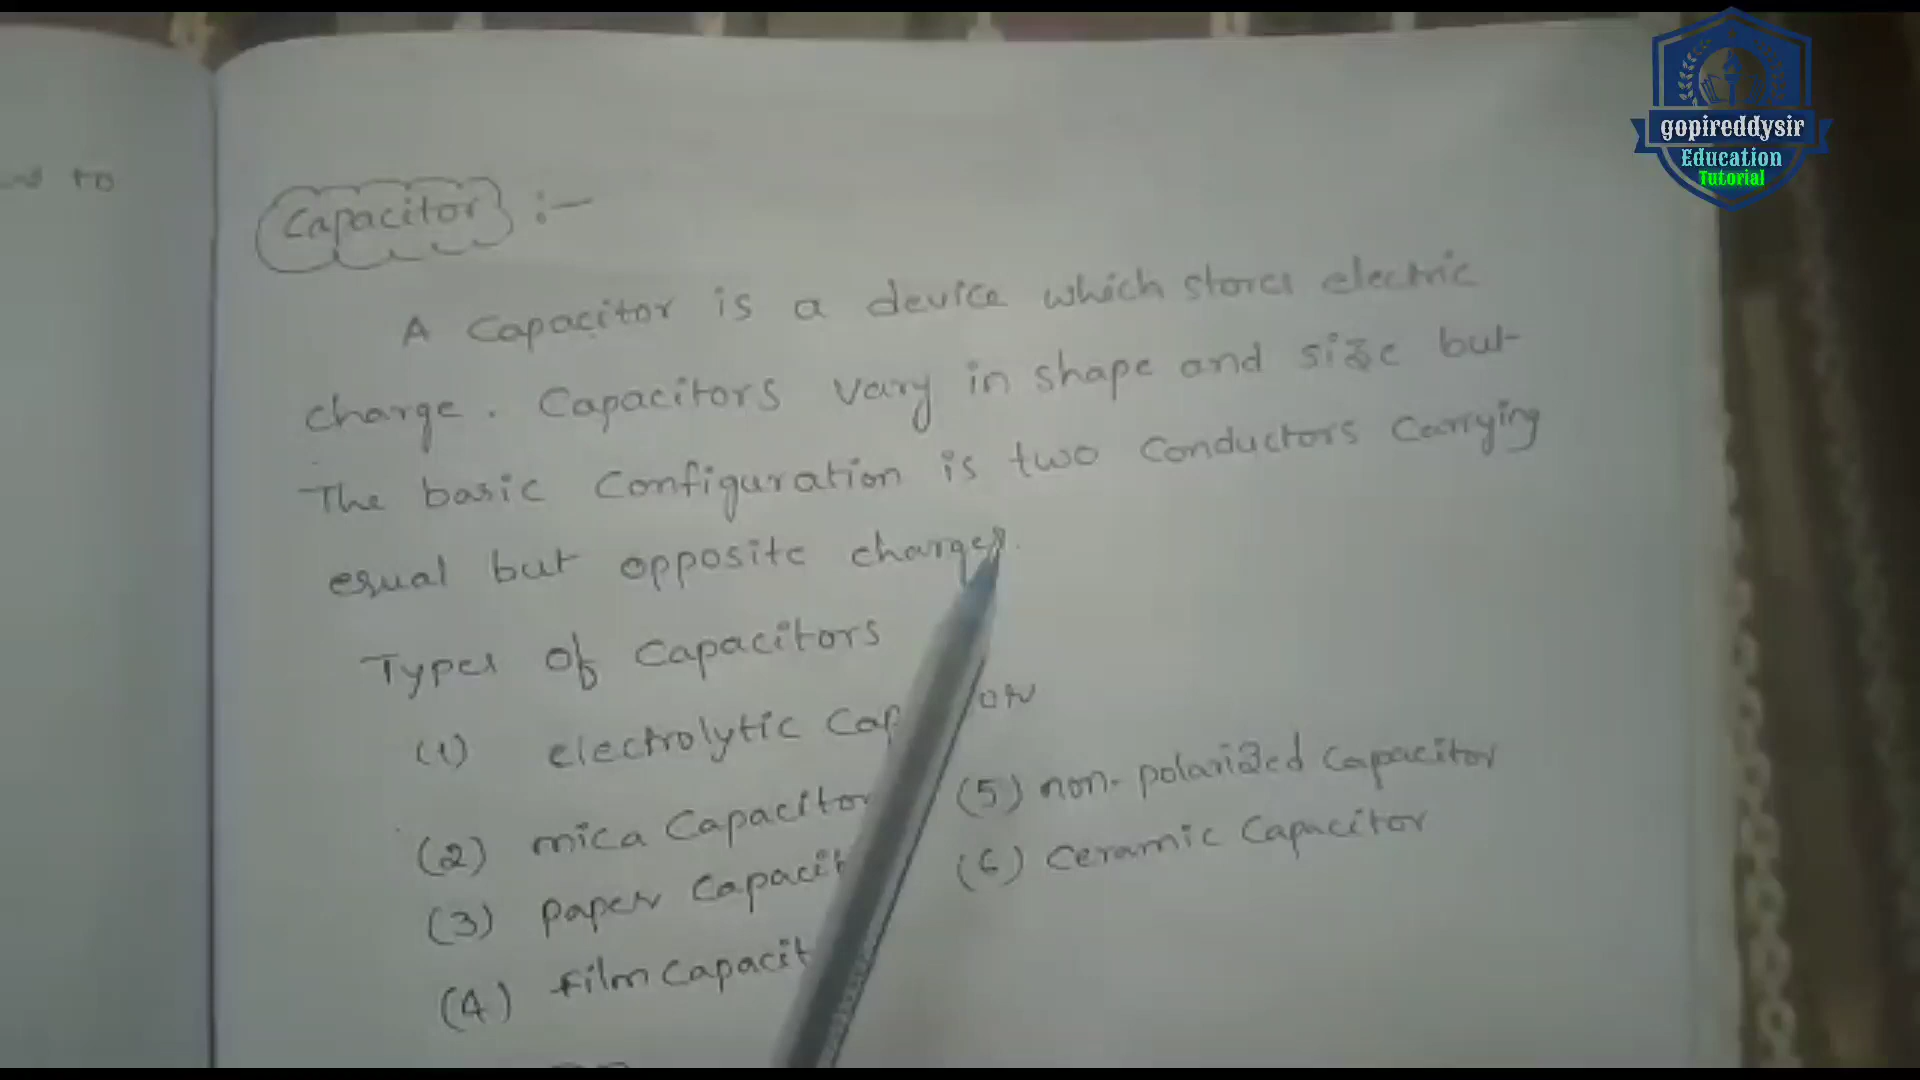 gopireddysir
Education
Tutorial
to
Capacitor :-
A Capacitor is a device which stores electric
charge. Capacitors vary in shape and size but
The basic Configuration is two Conductors Carrying
equal but opposite charges.
Types of Capacitors
(1) electrolytic
(2) mica Capacitor
(3) paper
(4) film
(5) non-polarized Capacitor
(6) Ceramic Capacitor